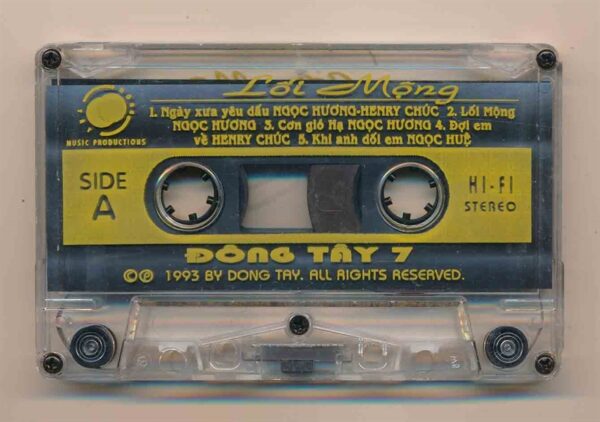 Lối Mộng
1. Ngày xưa yêu dấu NGỌC HƯƠNG-HENRY CHÚC 2. Lối Mộng
NGỌC HƯƠNG 3. Cơn gió Hạ NGỌC HƯƠNG 4. Đợi em
về HENRY CHÚC 5. Khi anh dối em NGỌC HUỆ
MUSIC PRODUCTIONS
SIDE
A
HI-FI
STEREO
ĐÔNG TÂY 7
©℗ 1993 BY DONG TAY. ALL RIGHTS RESERVED.